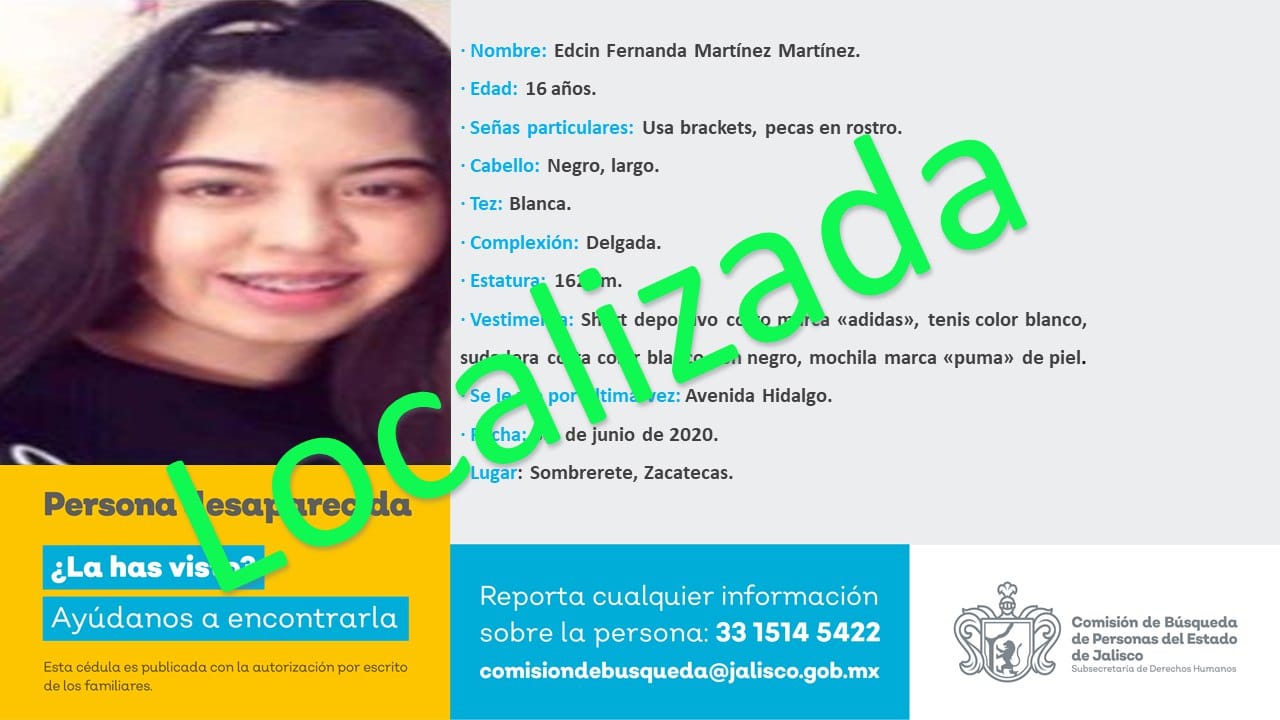 · Nombre: Edcin Fernanda Martínez Martínez.
· Edad: 16 años.
· Señas particulares: Usa brackets, pecas en rostro.
· Cabello: Negro, largo.
· Tez: Blanca.
· Complexión: Delgada.
· Estatura: 162 cm.
· Vestimenta: Short deportivo corto marca «adidas», tenis color blanco,
sudadera corta color blanco con negro, mochila marca «puma» de piel.
· Se le vio por última vez: Avenida Hidalgo.
· Fecha: de junio de 2020.
· Lugar: Sombrerete, Zacatecas.
Localizada
Persona desaparecida
¿La has visto?
Ayúdanos a encontrarla
Esta cédula es publicada con la autorización por escrito
de los familiares.
Reporta cualquier información
sobre la persona: 33 1514 5422
comisiondebusqueda@jalisco.gob.mx
Comisión de Búsqueda
de Personas del Estado
de Jalisco
Subsecretaría de Derechos Humanos